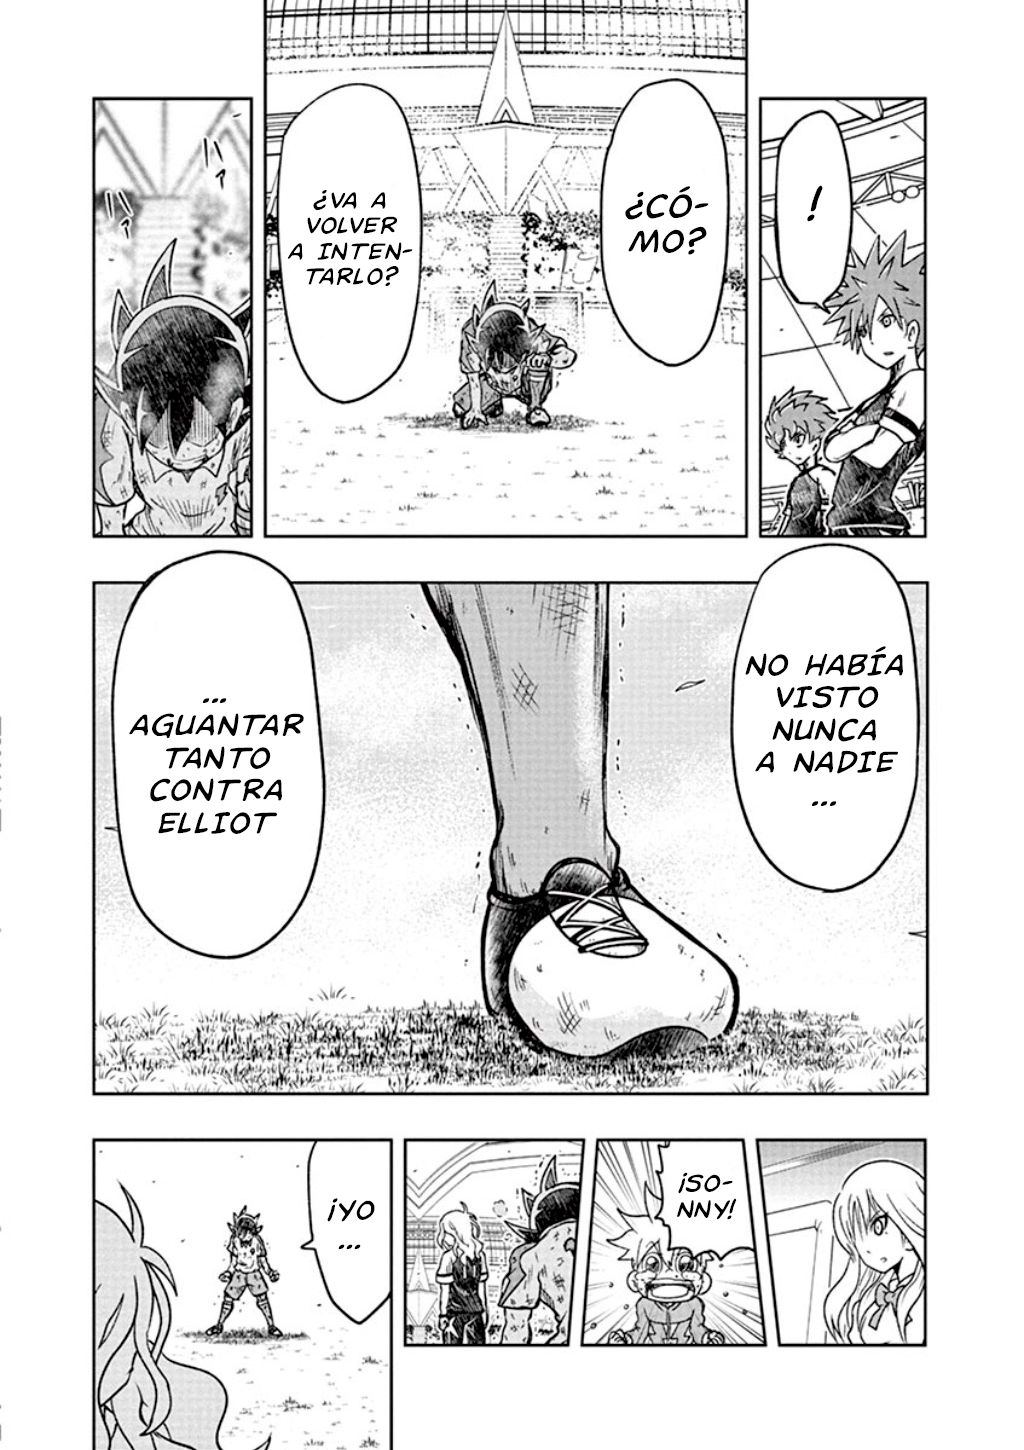 !
¿CÓ-
MO?
¿VA A
VOLVER
A INTEN-
TARLO?
NO HABÍA
VISTO
NUNCA
A NADIE
...
...
AGUANTAR
TANTO
CONTRA
ELLIOT
¡SO-
NNY!
¡YO
...